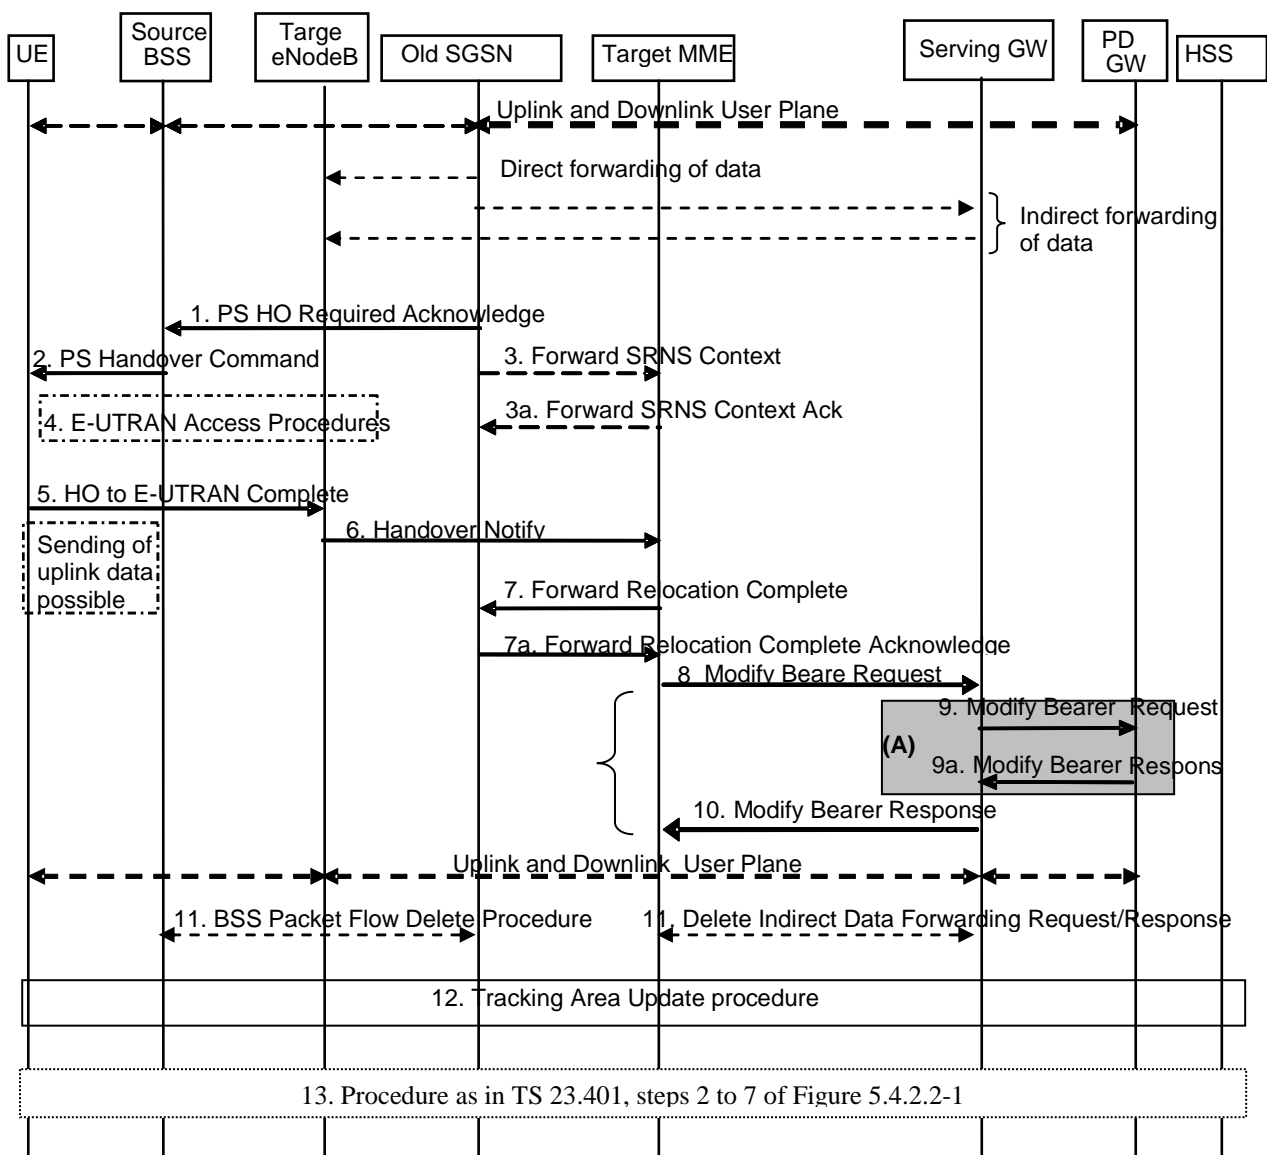 UE
Source
BSS
Targe
eNodeB
Old SGSN
Target MME
Serving GW
PD
GW
HSS
Uplink and Downlink User Plane
Direct forwarding of data
Indirect forwarding
of data
1. PS HO Required Acknowledge
2. PS Handover Command
3. Forward SRNS Context
4. E-UTRAN Access Procedures
3a. Forward SRNS Context Ack
5. HO to E-UTRAN Complete
6. Handover Notify
Sending of
uplink data
possible
7. Forward Relocation Complete
7a. Forward Relocation Complete Acknowledge
8 Modify Beare Request
9. Modify Bearer Request
(A)
9a. Modify Bearer Respons
10. Modify Bearer Response
Uplink and Downlink User Plane
11. BSS Packet Flow Delete Procedure
11. Delete Indirect Data Forwarding Request/Response
12. Tracking Area Update procedure
13. Procedure as in TS 23.401, steps 2 to 7 of Figure 5.4.2.2-1